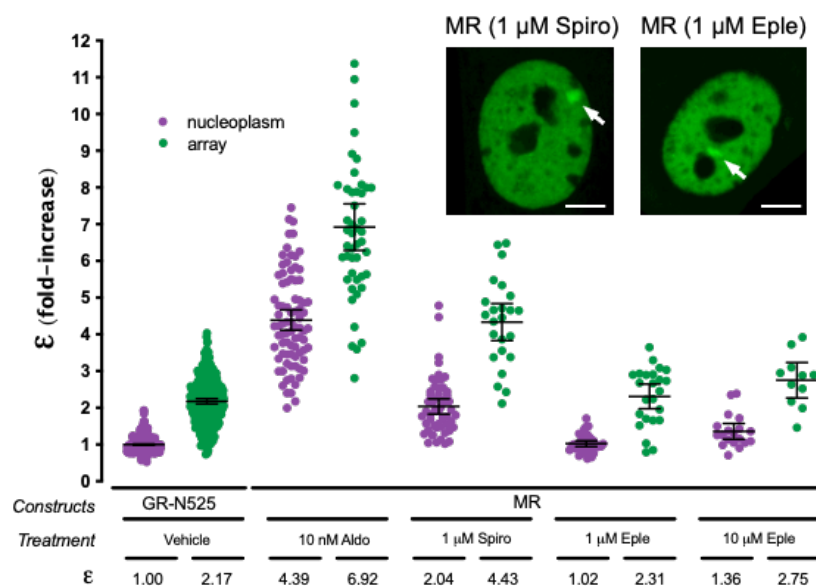 MR (1 µM Spiro) MR (1 µM Eple)
12
11
10
9
8
7
6
5
4
3
2
1
0
ε (fold-increase)
nucleoplasm
array
Constructs GR-N525 MR
Treatment Vehicle 10 nM Aldo 1 µM Spiro 1 µM Eple 10 µM Eple
ε 1.00 2.17 4.39 6.92 2.04 4.43 1.02 2.31 1.36 2.75